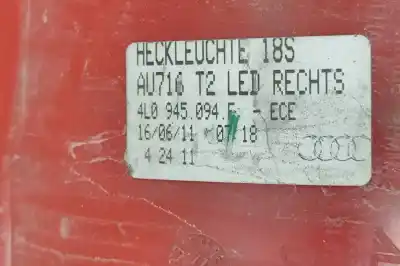 HECKLEUCHTE 18S
AU716 T2 LED RECHTS
4L0 945.094.F - ECE
16/06/11 07 18
4 24 11